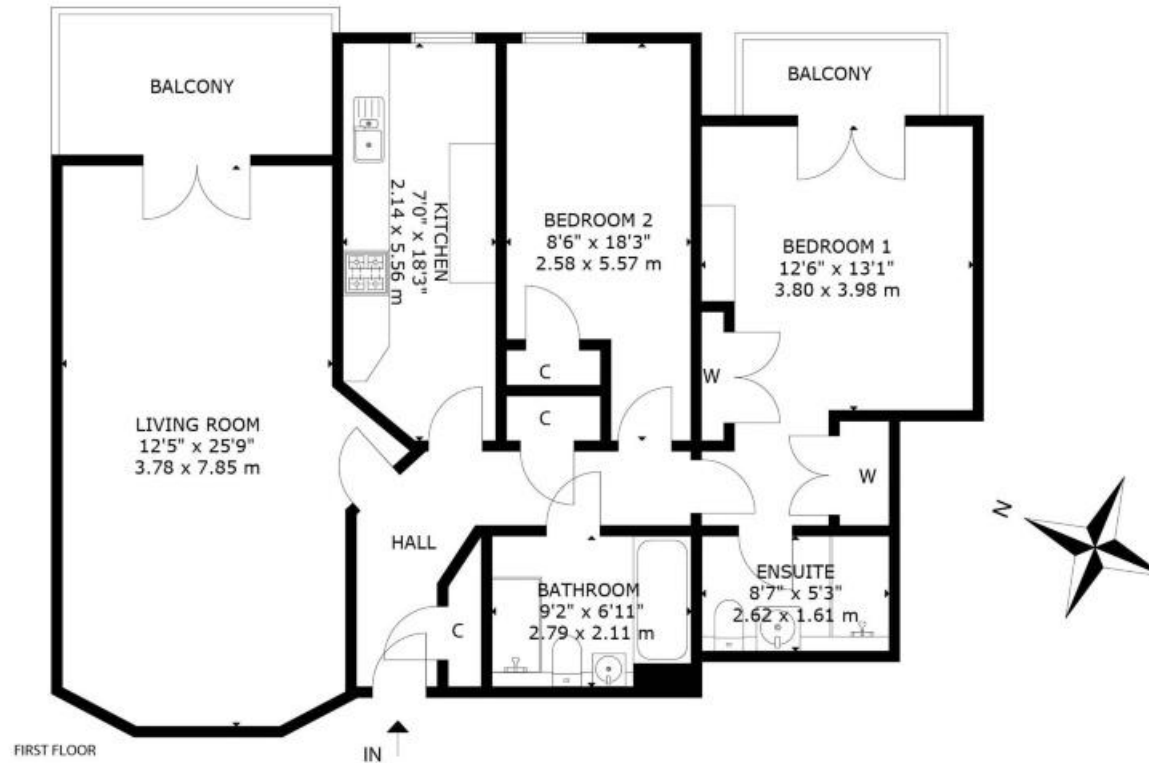 BALCONY
BALCONY
KITCHEN
7'0" x 18'3"
2.14 x 5.56 m
BEDROOM 2
8'6" x 18'3"
2.58 x 5.57 m
BEDROOM 1
12'6" x 13'1"
3.80 x 3.98 m
C
W
C
LIVING ROOM
12'5" x 25'9"
3.78 x 7.85 m
W
N
HALL
C
BATHROOM
9'2" x 6'11"
2.79 x 2.11 m
ENSUITE
8'7" x 5'3"
2.62 x 1.61 m
FIRST FLOOR
IN